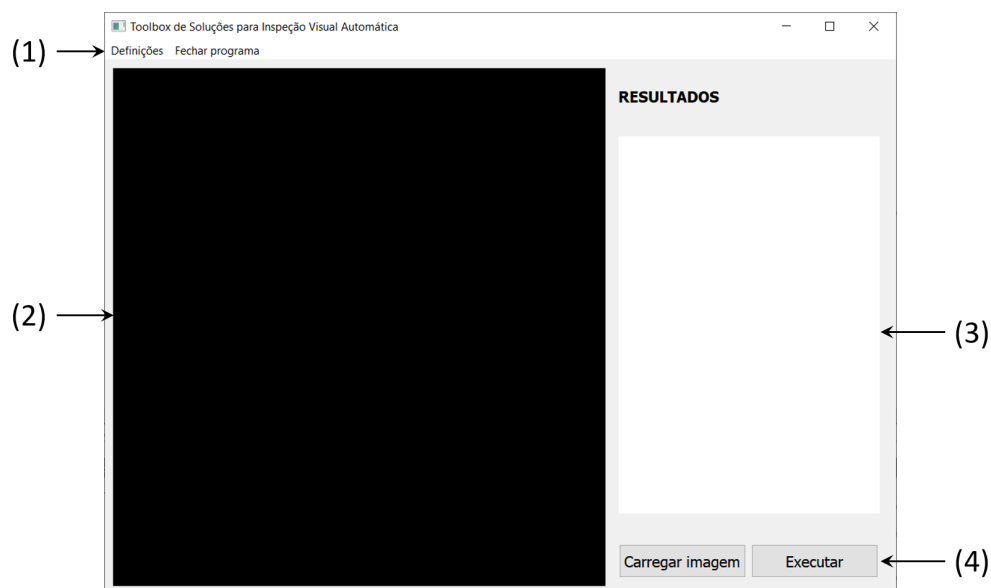 Toolbox de Soluções para Inspeção Visual Automática
(1)
Definições Fechar programa
RESULTADOS
(2)
(3)
Carregar imagem Executar
(4)